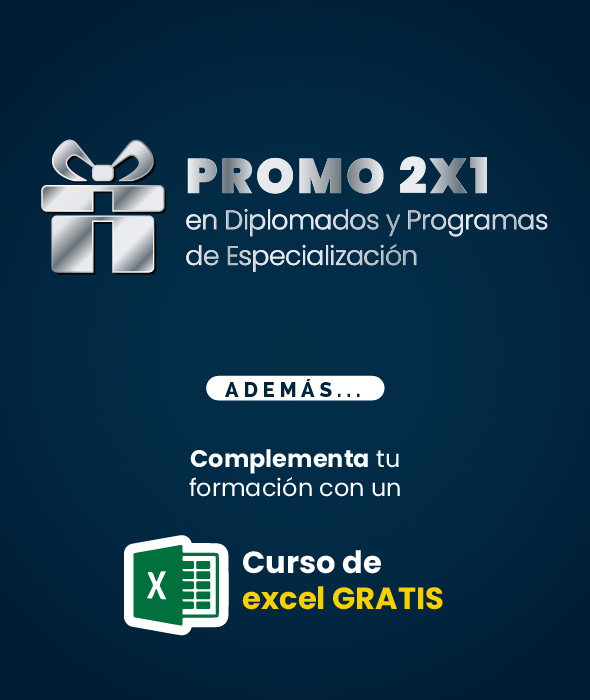 PROMO 2X1
en Diplomados y Programas
de Especialización
ADEMÁS...
Complementa tu
formación con un
X
Curso de
excel GRATIS